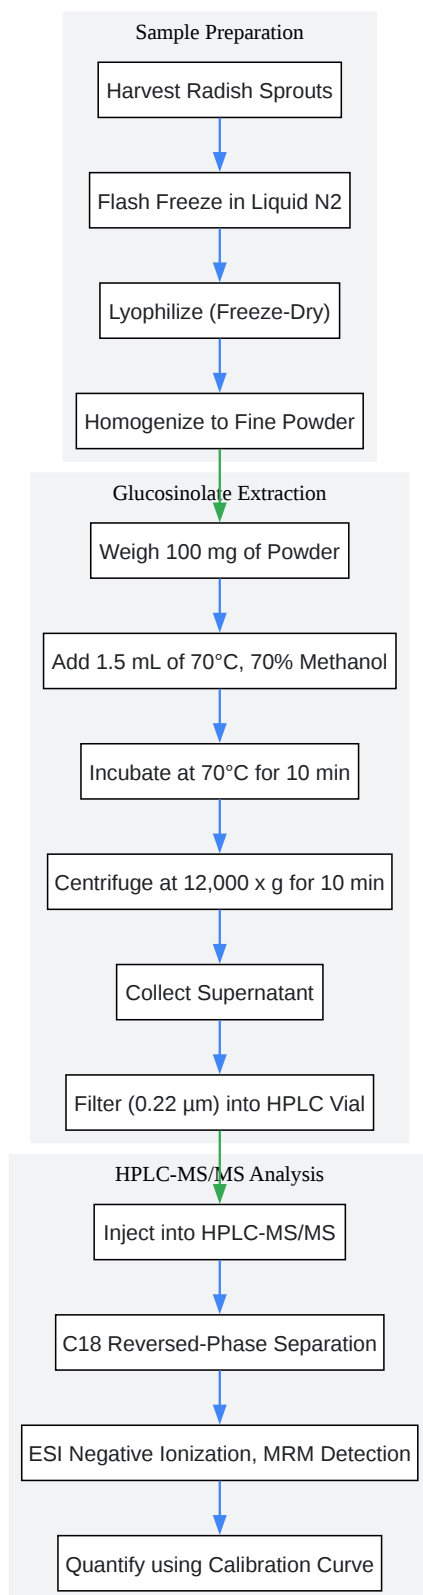 Sample Preparation
Harvest Radish Sprouts
Flash Freeze in Liquid N2
Lyophilize (Freeze-Dry)
Homogenize to Fine Powder
Glucosinolate Extraction
Weigh 100 mg of Powder
Add 1.5 mL of 70°C, 70% Methanol
Incubate at 70°C for 10 min
Centrifuge at 12,000 x g for 10 min
Collect Supernatant
Filter (0.22 µm) into HPLC Vial
HPLC-MS/MS Analysis
Inject into HPLC-MS/MS
C18 Reversed-Phase Separation
ESI Negative Ionization, MRM Detection
Quantify using Calibration Curve